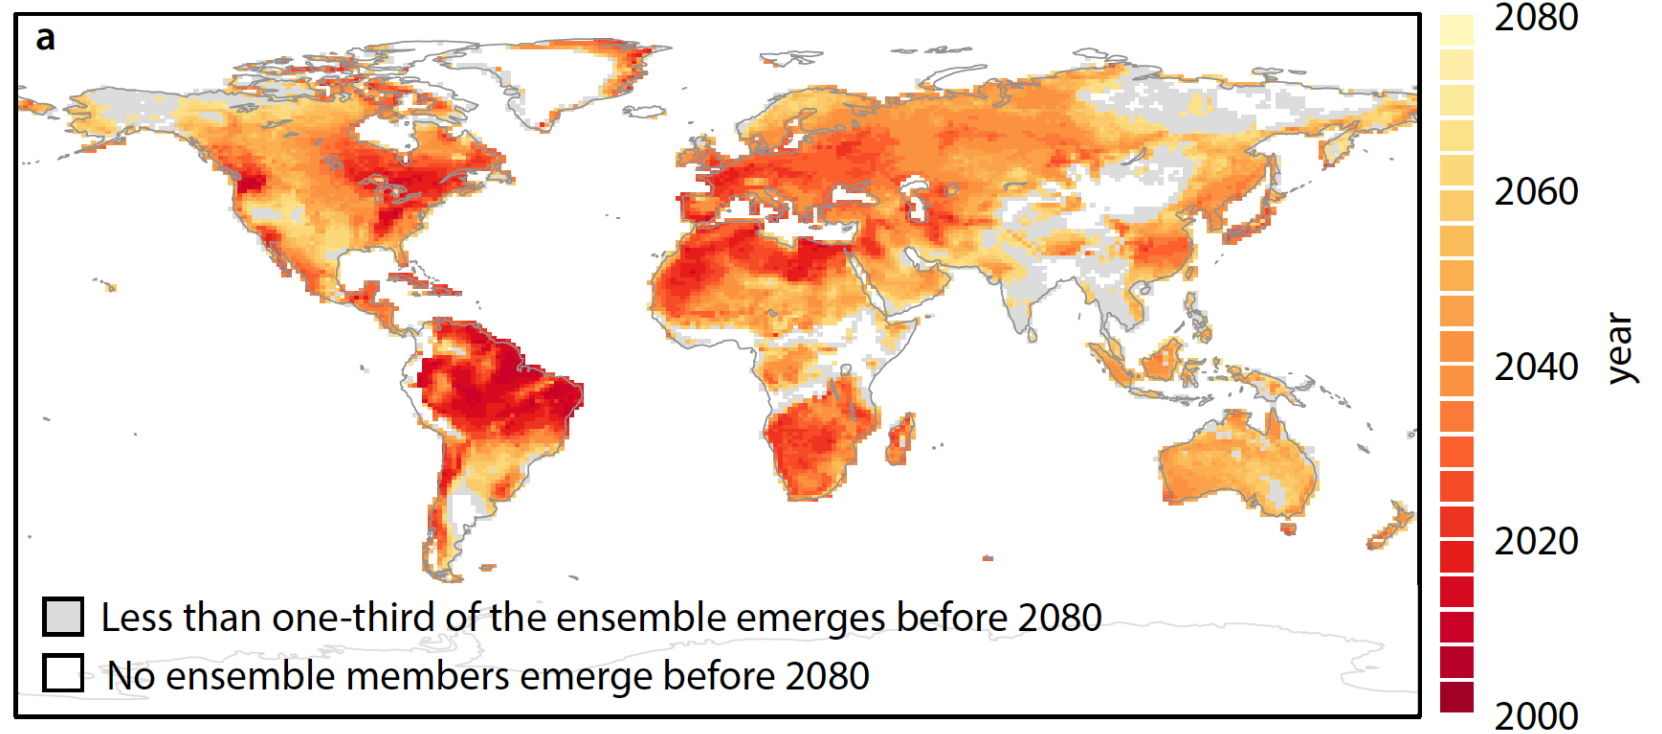 a
2080
2060
2040
2020
2000
year
Less than one-third of the ensemble emerges before 2080
No ensemble members emerge before 2080